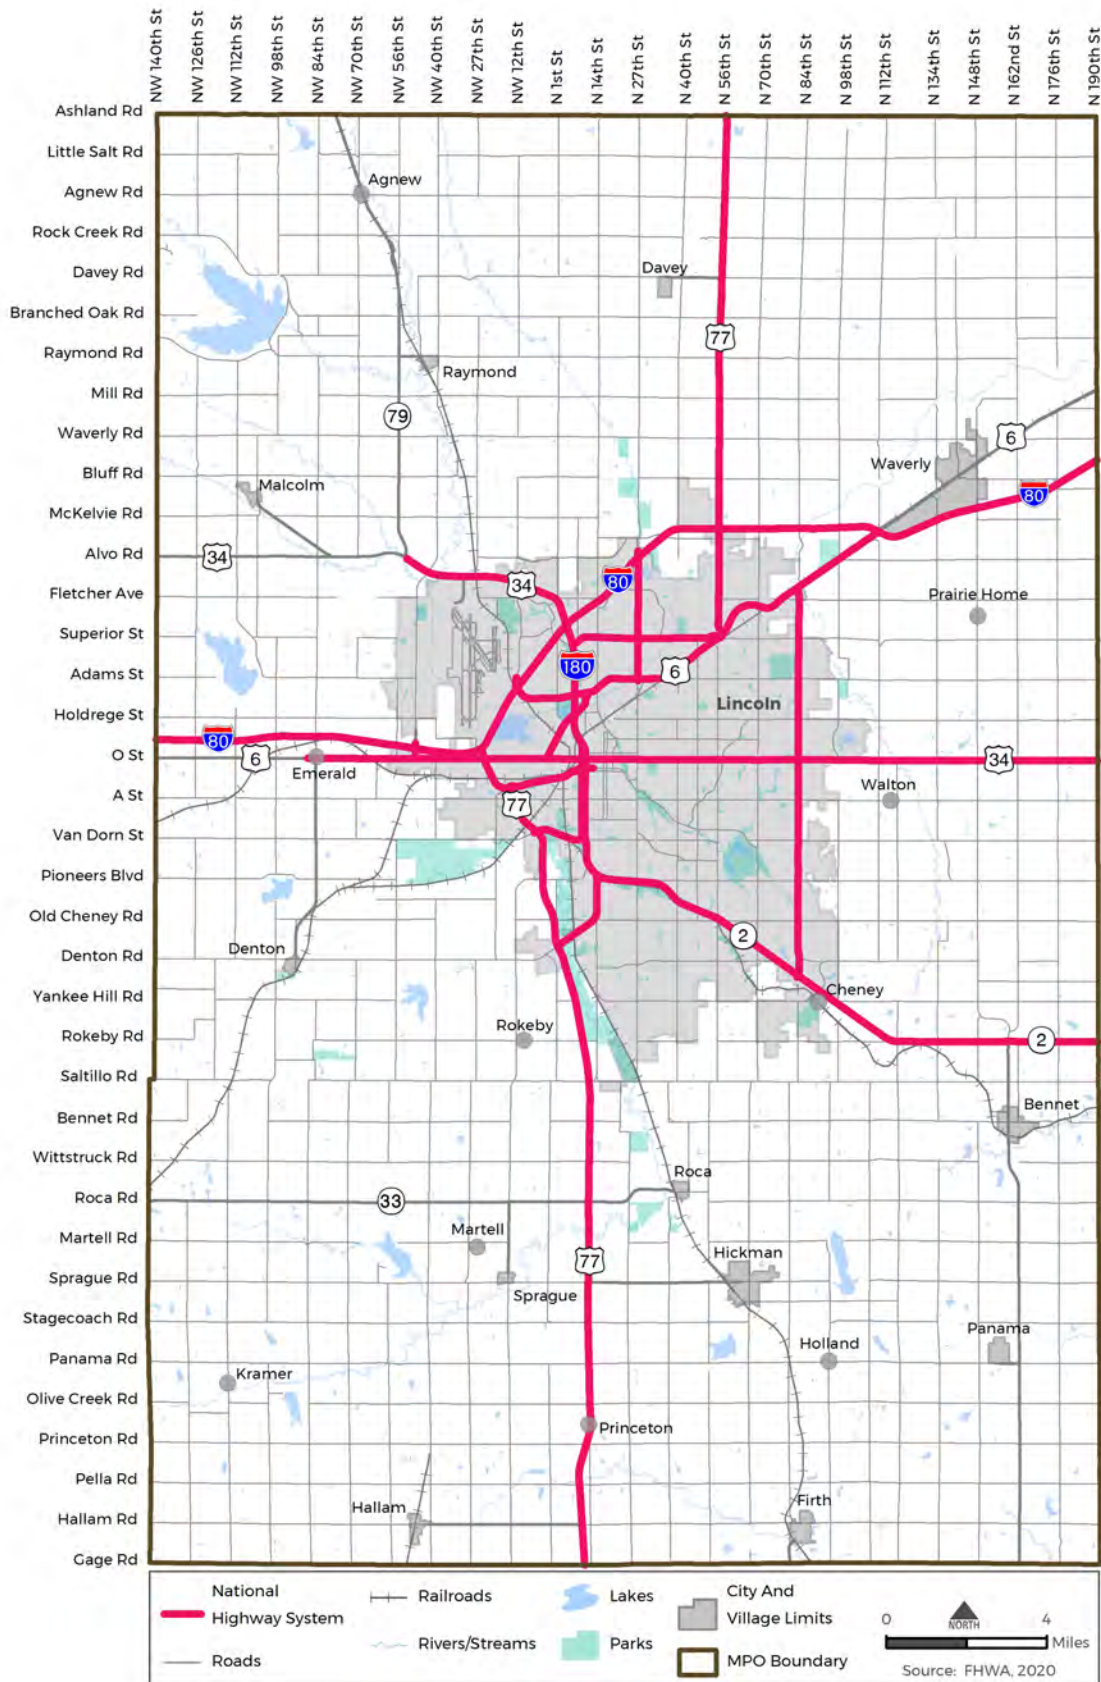 NW 140th St
NW 126th St
NW 112th St
NW 98th St
NW 84th St
NW 70th St
NW 56th St
NW 40th St
NW 27th St
NW 12th St
N 1st St
N 14th St
N 27th St
N 40th St
N 56th St
N 70th St
N 84th St
N 98th St
N 112th St
N 134th St
N 148th St
N 162nd St
N 176th St
N 190th St
Ashland Rd
Little Salt Rd
Agnew Rd
Agnew
Rock Creek Rd
Davey Rd
Davey
Branched Oak Rd
77
Raymond Rd
Raymond
Mill Rd
79
Waverly Rd
6
Waverly
Bluff Rd
Malcolm
80
McKelvie Rd
Alvo Rd
34
34
80
Fletcher Ave
Prairie Home
Superior St
180
Adams St
6
Holdrege St
Lincoln
80
O St
6
Emerald
34
A St
77
Walton
Van Dorn St
Pioneers Blvd
Old Cheney Rd
2
Denton Rd
Denton
Yankee Hill Rd
Cheney
Rokeby Rd
Rokeby
2
Saltillo Rd
Bennet Rd
Bennet
Wittstruck Rd
Roca
Roca Rd
33
Martell Rd
Martell
77
Hickman
Sprague Rd
Sprague
Stagecoach Rd
Panama
Panama Rd
Holland
Kramer
Olive Creek Rd
Princeton
Princeton Rd
Pella Rd
Hallam
Firth
Hallam Rd
Gage Rd
National
Highway System
Roads
Railroads
Rivers/Streams
Lakes
Parks
City And
Village Limits
MPO Boundary
NORTH
0 4
Miles
Source: FHWA, 2020